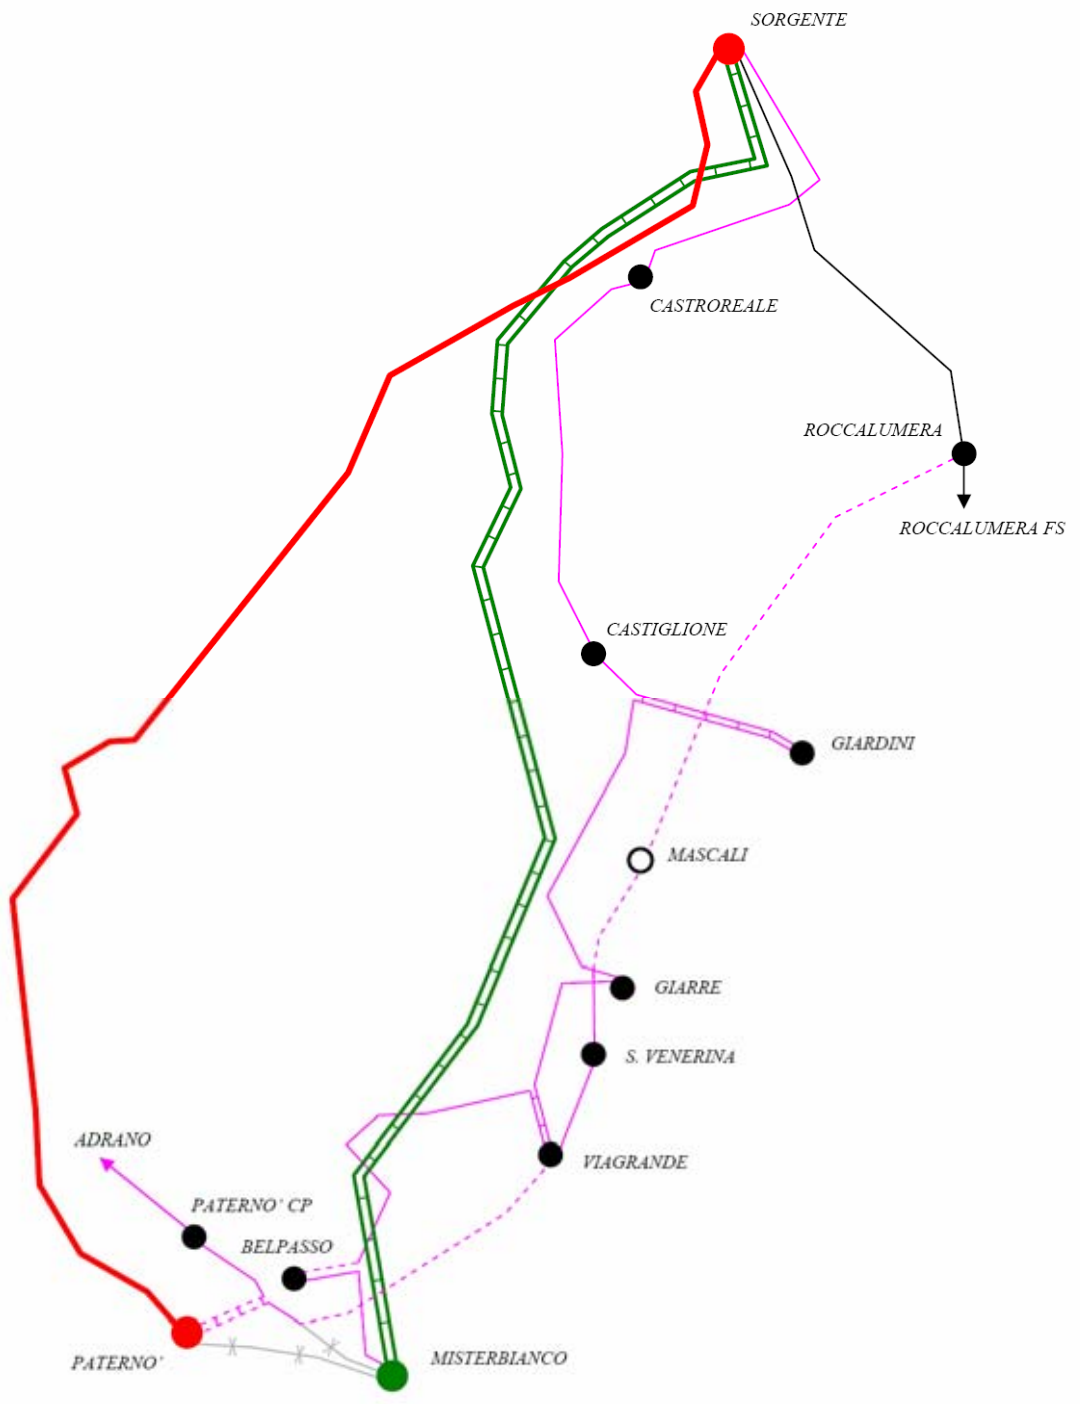 SORGENTE
CASTROREALE
ROCCALUMERA
ROCCALUMERA FS
CASTIGLIONE
GIARDINI
MASCALI
GIARRE
S. VENERINA
ADRANO
VIAGRANDE
PATERNO' CP
BELPASSO
PATERNO'
MISTERBIANCO